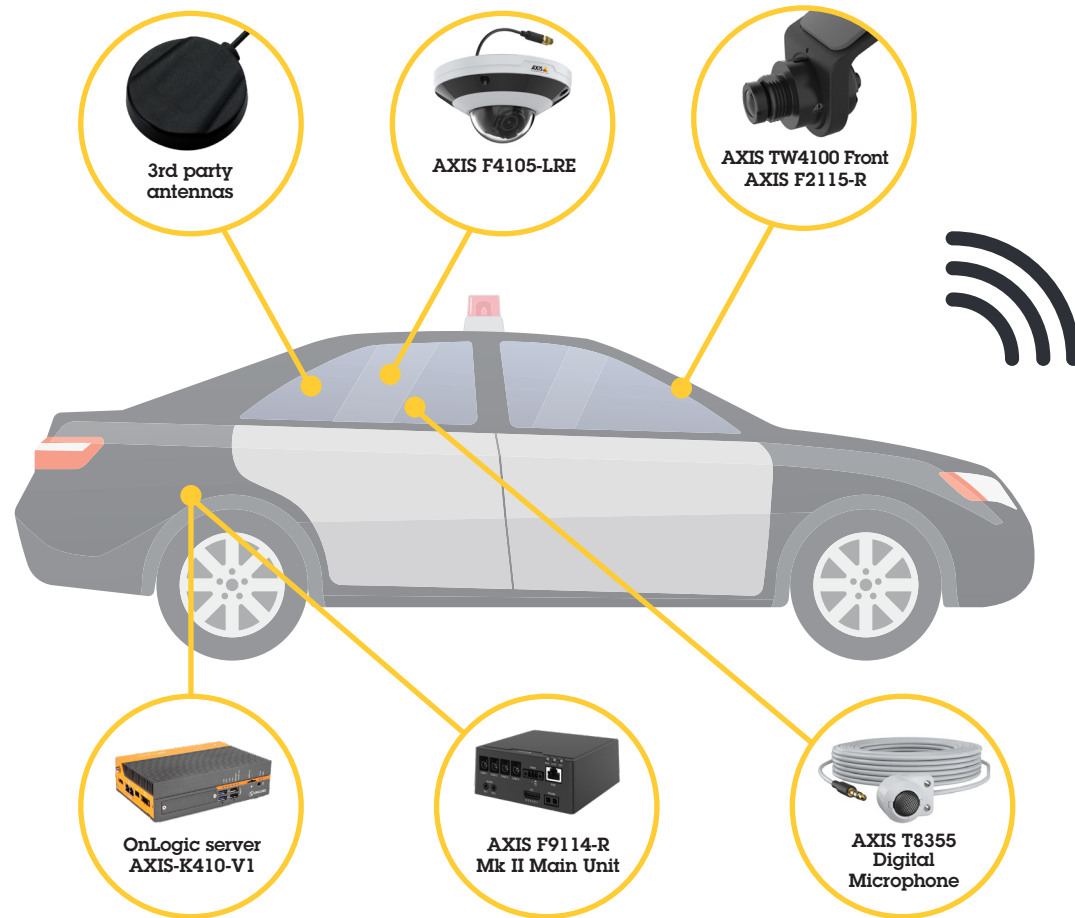 3rd party
antennas
AXIS
AXIS F4105-LRE
AXIS TW4100 Front
AXIS F2115-R
OnLogic server
AXIS-K410-V1
AXIS F9114-R
Mk II Main Unit
AXIS T8355
Digital
Microphone